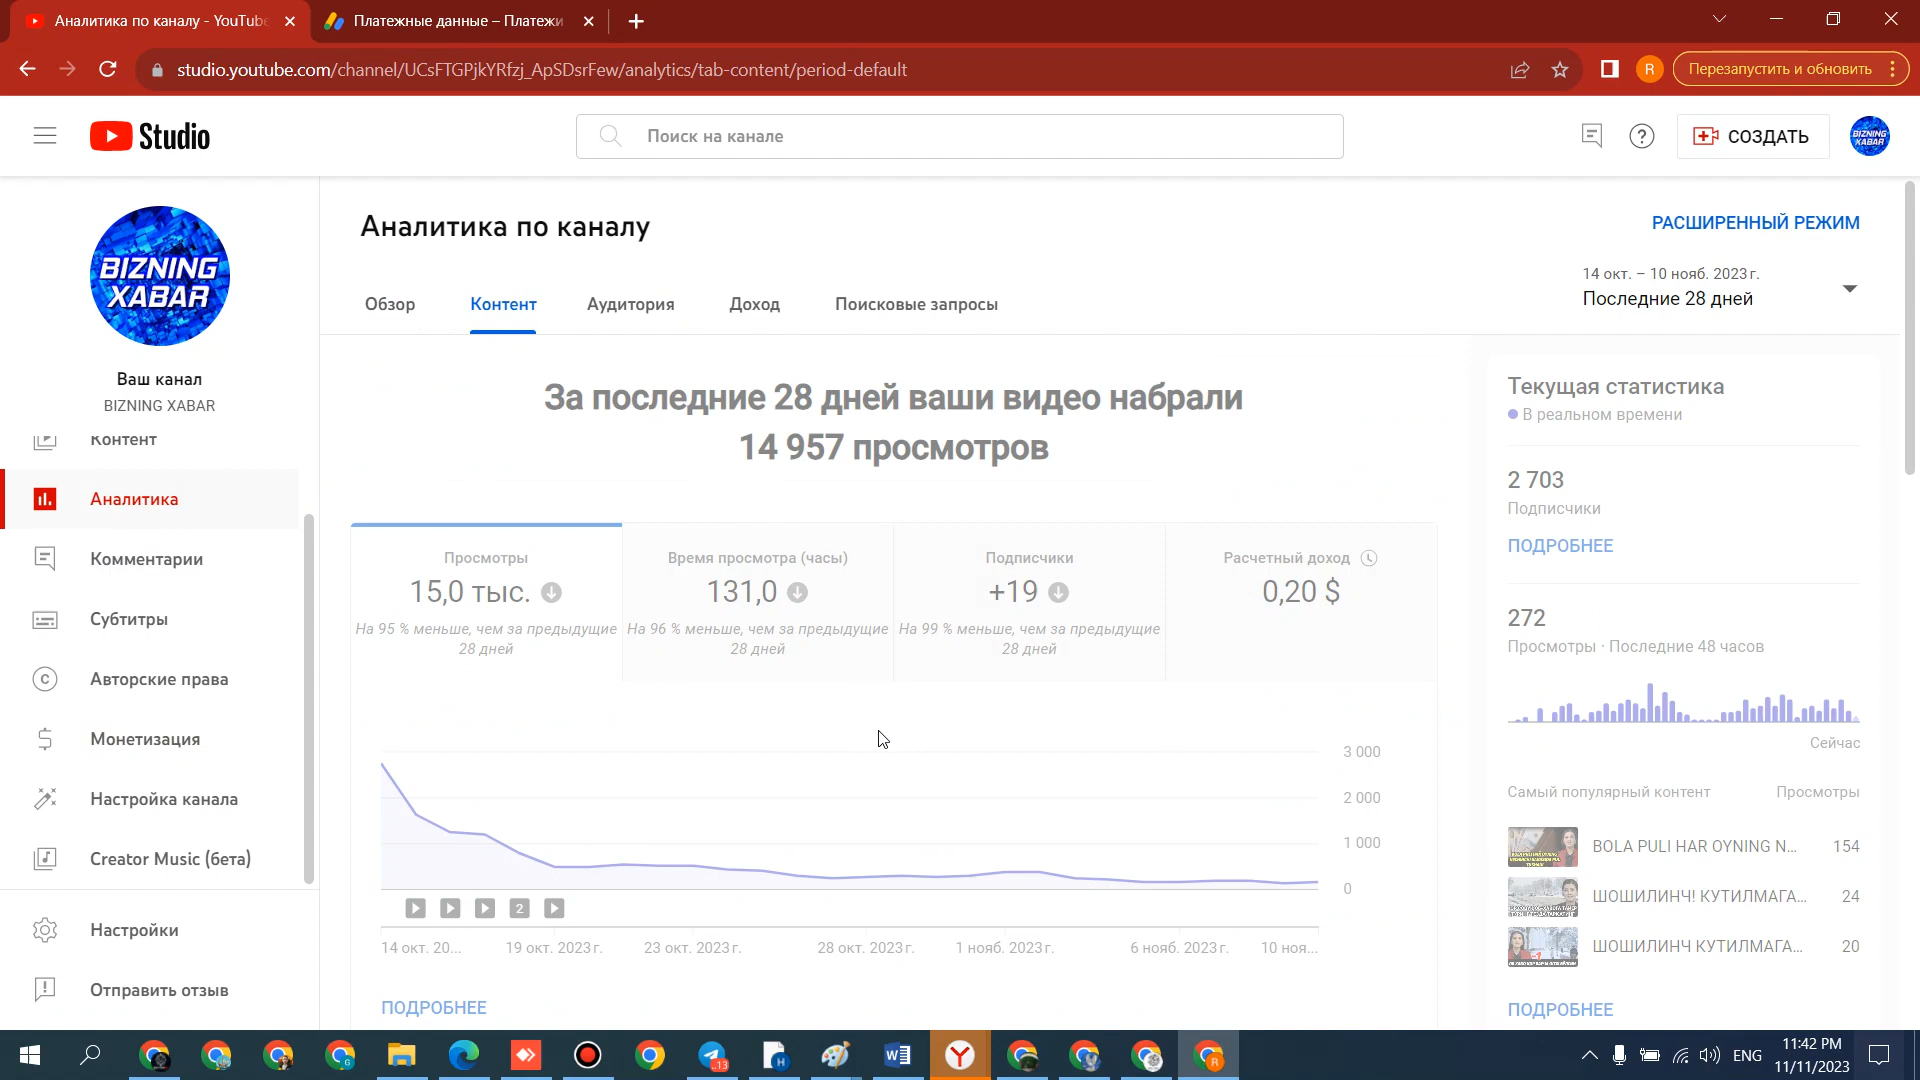 Аналитика по каналу - YouTube
Платежные данные – Платежи
studio.youtube.com/channel/UCsFTGPjkYRfzj_ApSDsrFew/analytics/tab-content/period-default
R
Перезапустить и обновить
Studio
Поиск на канале
СОЗДАТЬ
BIZNING
XABAR
BIZNING
XABAR
Ваш канал
BIZNING XABAR
Контент
Аналитика
Комментарии
Субтитры
Авторские права
Монетизация
Настройка канала
Creator Music (бета)
Настройки
Отправить отзыв
Аналитика по каналу
РАСШИРЕННЫЙ РЕЖИМ
Обзор
Контент
Аудитория
Доход
Поисковые запросы
14 окт. – 10 нояб. 2023 г.
Последние 28 дней
За последние 28 дней ваши видео набрали
14 957 просмотров
Просмотры
15,0 тыс.
На 95 % меньше, чем за предыдущие
28 дней
Время просмотра (часы)
131,0
На 96 % меньше, чем за предыдущие
28 дней
Подписчики
+19
На 99 % меньше, чем за предыдущие
28 дней
Расчетный доход
0,20 $
3 000
2 000
1 000
0
2
14 окт. 20...
19 окт. 2023 г.
23 окт. 2023 г.
28 окт. 2023 г.
1 нояб. 2023 г.
6 нояб. 2023 г.
10 ноя...
ПОДРОБНЕЕ
Текущая статистика
В реальном времени
2 703
Подписчики
ПОДРОБНЕЕ
272
Просмотры · Последние 48 часов
Сейчас
Самый популярный контент
Просмотры
BOLA PULI HAR OYNING N...
154
ШОШИЛИНЧ! КУТИЛМАГА...
24
ШОШИЛИНЧ КУТИЛМАГА...
20
ПОДРОБНЕЕ
ENG
11:42 PM
11/11/2023